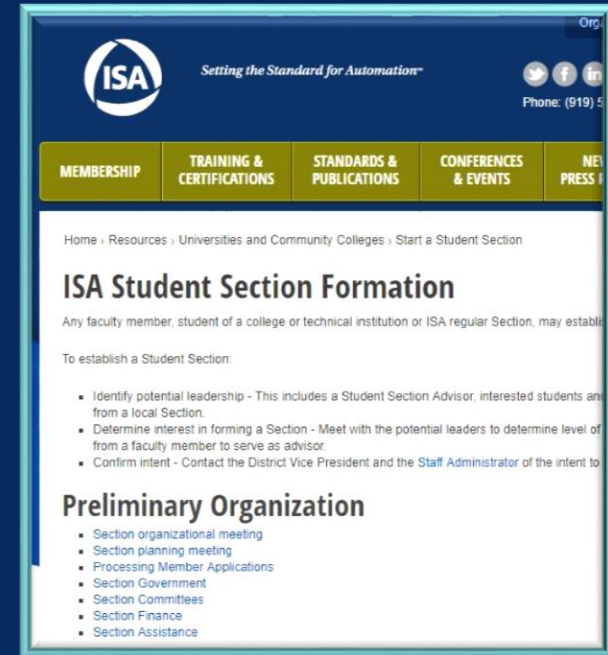 Orga
ISA
Setting the Standard for Automation™
Phone: (919) 5
MEMBERSHIP
TRAINING &
CERTIFICATIONS
STANDARDS &
PUBLICATIONS
CONFERENCES
& EVENTS
NE
PRESS
Home › Resources › Universities and Community Colleges › Start a Student Section
ISA Student Section Formation
Any faculty member, student of a college or technical institution or ISA regular Section, may establi
To establish a Student Section:
▪ Identify potential leadership - This includes a Student Section Advisor, interested students and
from a local Section.
▪ Determine interest in forming a Section - Meet with the potential leaders to determine level of
from a faculty member to serve as advisor.
▪ Confirm intent - Contact the District Vice President and the Staff Administrator of the intent to
Preliminary Organization
▪ Section organizational meeting
▪ Section planning meeting
▪ Processing Member Applications
▪ Section Government
▪ Section Committees
▪ Section Finance
▪ Section Assistance